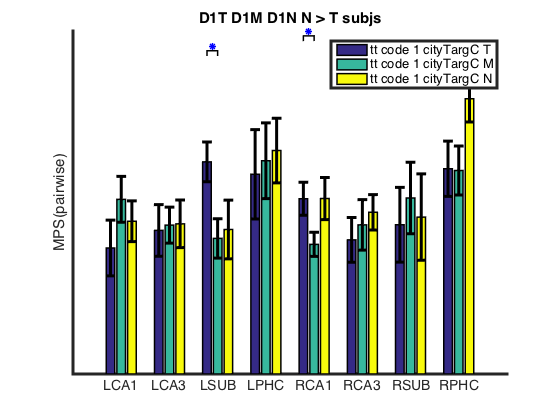 D1T D1M D1N N > T subjs
tt code 1 cityTargC T
tt code 1 cityTargC M
tt code 1 cityTargC N
MPS(pairwise)
LCA1 LCA3 LSUB LPHC RCA1 RCA3 RSUB RPHC